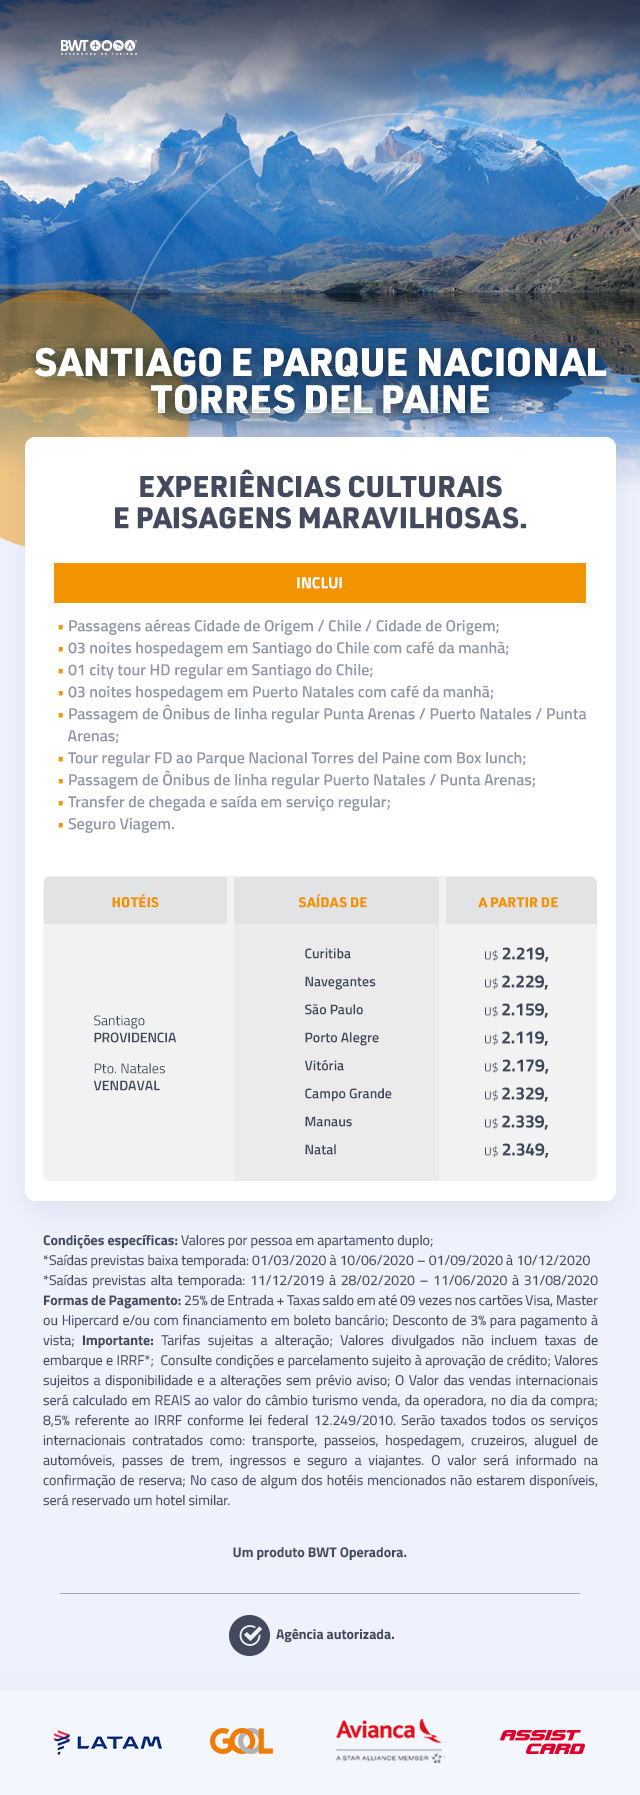 BWT
OPERADORA DE TURISMO
SANTIAGO E PARQUE NACIONAL
TORRES DEL PAINE
EXPERIÊNCIAS CULTURAIS
E PAISAGENS MARAVILHOSAS.
INCLUI
▪ Passagens aéreas Cidade de Origem / Chile / Cidade de Origem;
▪ 03 noites hospedagem em Santiago do Chile com café da manhã;
▪ 01 city tour HD regular em Santiago do Chile;
▪ 03 noites hospedagem em Puerto Natales com café da manhã;
▪ Passagem de Ônibus de linha regular Punta Arenas / Puerto Natales / Punta
Arenas;
▪ Tour regular FD ao Parque Nacional Torres del Paine com Box lunch;
▪ Passagem de Ônibus de linha regular Puerto Natales / Punta Arenas;
▪ Transfer de chegada e saída em serviço regular;
▪ Seguro Viagem.
HOTÉIS SAÍDAS DE A PARTIR DE
Santiago
PROVIDENCIA
Pto. Natales
VENDAVAL
Curitiba U$ 2.219,
Navegantes U$ 2.229,
São Paulo U$ 2.159,
Porto Alegre U$ 2.119,
Vitória U$ 2.179,
Campo Grande U$ 2.329,
Manaus U$ 2.339,
Natal U$ 2.349,
Condições específicas: Valores por pessoa em apartamento duplo;
*Saídas previstas baixa temporada: 01/03/2020 à 10/06/2020 – 01/09/2020 à 10/12/2020
*Saídas previstas alta temporada: 11/12/2019 à 28/02/2020 – 11/06/2020 à 31/08/2020
Formas de Pagamento: 25% de Entrada + Taxas saldo em até 09 vezes nos cartões Visa, Master
ou Hipercard e/ou com financiamento em boleto bancário; Desconto de 3% para pagamento à
vista; Importante: Tarifas sujeitas a alteração; Valores divulgados não incluem taxas de
embarque e IRRF*; Consulte condições e parcelamento sujeito à aprovação de crédito; Valores
sujeitos a disponibilidade e a alterações sem prévio aviso; O Valor das vendas internacionais
será calculado em REAIS ao valor do câmbio turismo venda, da operadora, no dia da compra;
8,5% referente ao IRRF conforme lei federal 12.249/2010. Serão taxados todos os serviços
internacionais contratados como: transporte, passeios, hospedagem, cruzeiros, aluguel de
automóveis, passes de trem, ingressos e seguro a viajantes. O valor será informado na
confirmação de reserva; No caso de algum dos hotéis mencionados não estarem disponíveis,
será reservado um hotel similar.
Um produto BWT Operadora.
Agência autorizada.
LATAM GOL Avianca ASSIST
CARD
A STAR ALLIANCE MEMBER